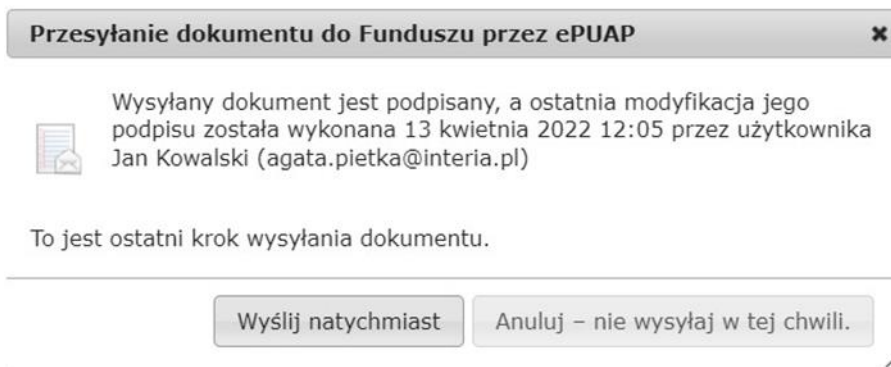 Przesyłanie dokumentu do Funduszu przez ePUAP
Wysyłany dokument jest podpisany, a ostatnia modyfikacja jego
podpisu została wykonana 13 kwietnia 2022 12:05 przez użytkownika
Jan Kowalski (agata.pietka@interia.pl)
To jest ostatni krok wysyłania dokumentu.
Wyślij natychmiast
Anuluj – nie wysyłaj w tej chwili.